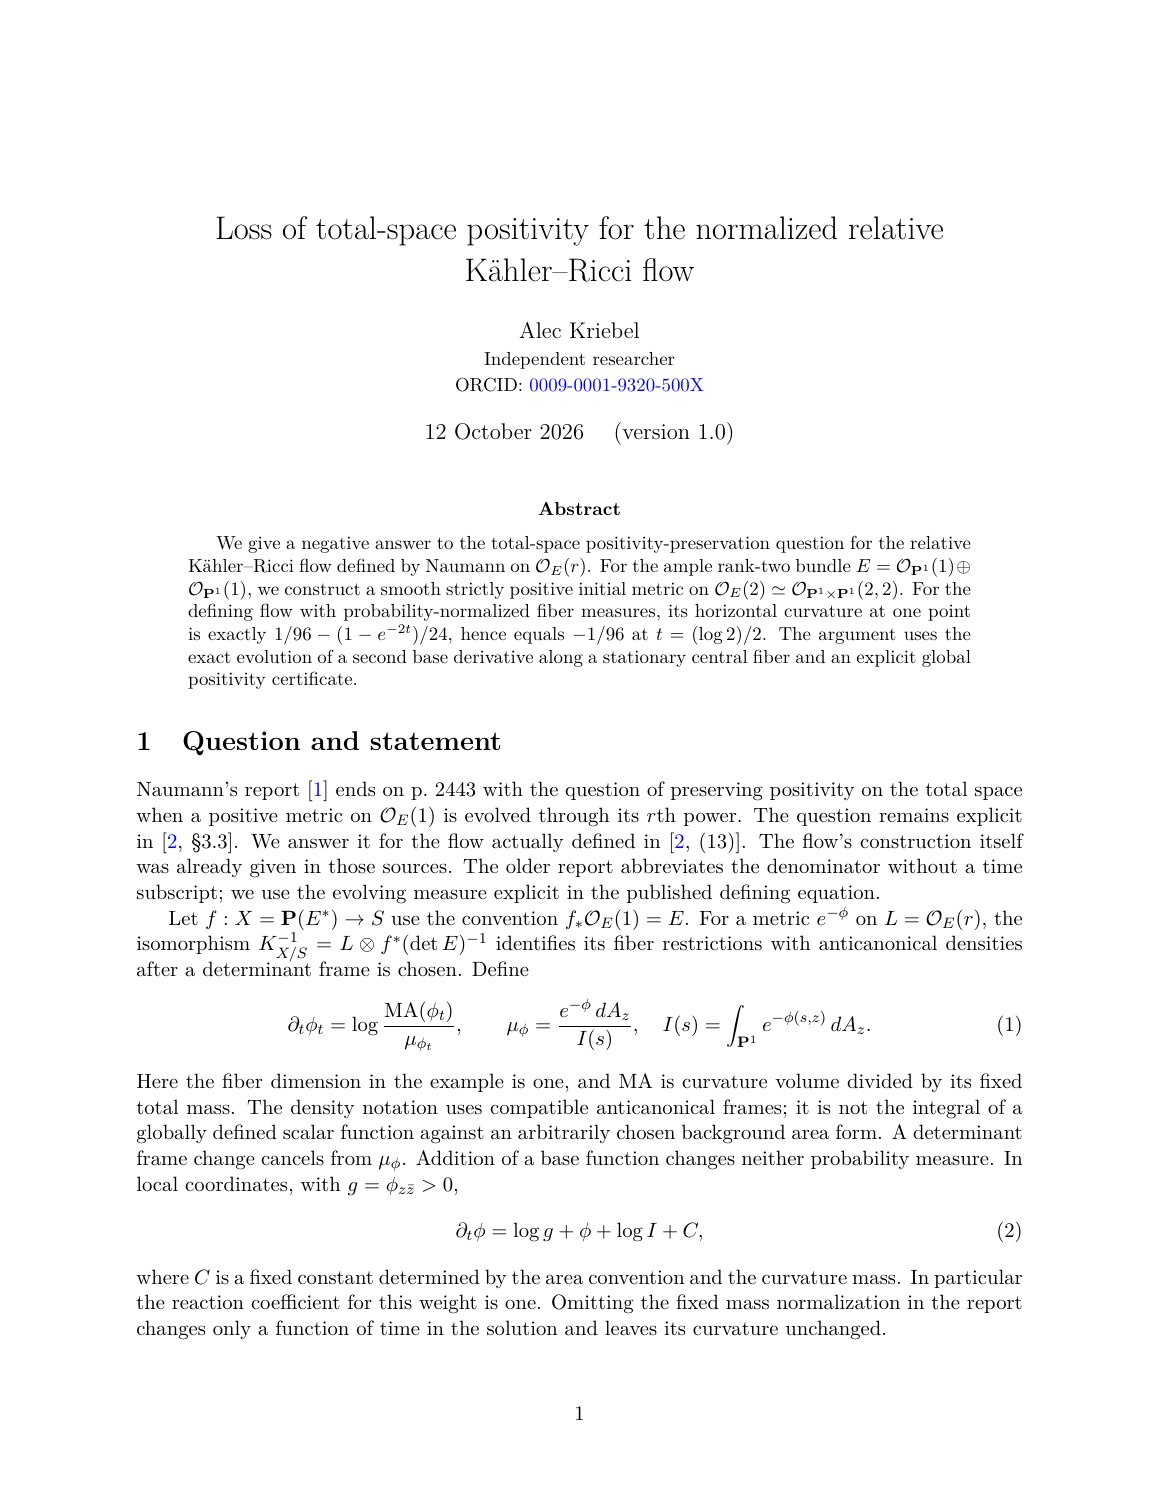 Loss of total-space positivity for the normalized relative
Kähler–Ricci flow
Alec Kriebel
Independent researcher
ORCID: 0009-0001-9320-500X
12 October 2026 (version 1.0)
Abstract
We give a negative answer to the total-space positivity-preservation question for the relative
Kähler–Ricci flow defined by Naumann on 𝒪_E(r). For the ample rank-two bundle E = 𝒪_{𝐏¹}(1)⊕
𝒪_{𝐏¹}(1), we construct a smooth strictly positive initial metric on 𝒪_E(2) ≃ 𝒪_{𝐏¹×𝐏¹}(2, 2). For the
defining flow with probability-normalized fiber measures, its horizontal curvature at one point
is exactly 1/96 − (1 − e^{−2t})/24, hence equals −1/96 at t = (log 2)/2. The argument uses the
exact evolution of a second base derivative along a stationary central fiber and an explicit global
positivity certificate.
1 Question and statement
Naumann's report [1] ends on p. 2443 with the question of preserving positivity on the total space
when a positive metric on 𝒪_E(1) is evolved through its rth power. The question remains explicit
in [2, §3.3]. We answer it for the flow actually defined in [2, (13)]. The flow's construction itself
was already given in those sources. The older report abbreviates the denominator without a time
subscript; we use the evolving measure explicit in the published defining equation.
Let f : X = 𝐏(E*) → S use the convention f_*𝒪_E(1) = E. For a metric e^{−ϕ} on L = 𝒪_E(r), the
isomorphism K_{X/S}^{−1} = L ⊗ f*(det E)^{−1} identifies its fiber restrictions with anticanonical densities
after a determinant frame is chosen. Define
∂_tϕ_t = log MA(ϕ_t)/μ_{ϕ_t}, μ_ϕ = e^{−ϕ} dA_z/I(s), I(s) = ∫_{𝐏¹} e^{−ϕ(s,z)} dA_z. (1)
Here the fiber dimension in the example is one, and MA is curvature volume divided by its fixed
total mass. The density notation uses compatible anticanonical frames; it is not the integral of a
globally defined scalar function against an arbitrarily chosen background area form. A determinant
frame change cancels from μ_ϕ. Addition of a base function changes neither probability measure. In
local coordinates, with g = ϕ_{zz̄} > 0,
∂_tϕ = log g + ϕ + log I + C, (2)
where C is a fixed constant determined by the area convention and the curvature mass. In particular
the reaction coefficient for this weight is one. Omitting the fixed mass normalization in the report
changes only a function of time in the solution and leaves its curvature unchanged.
1